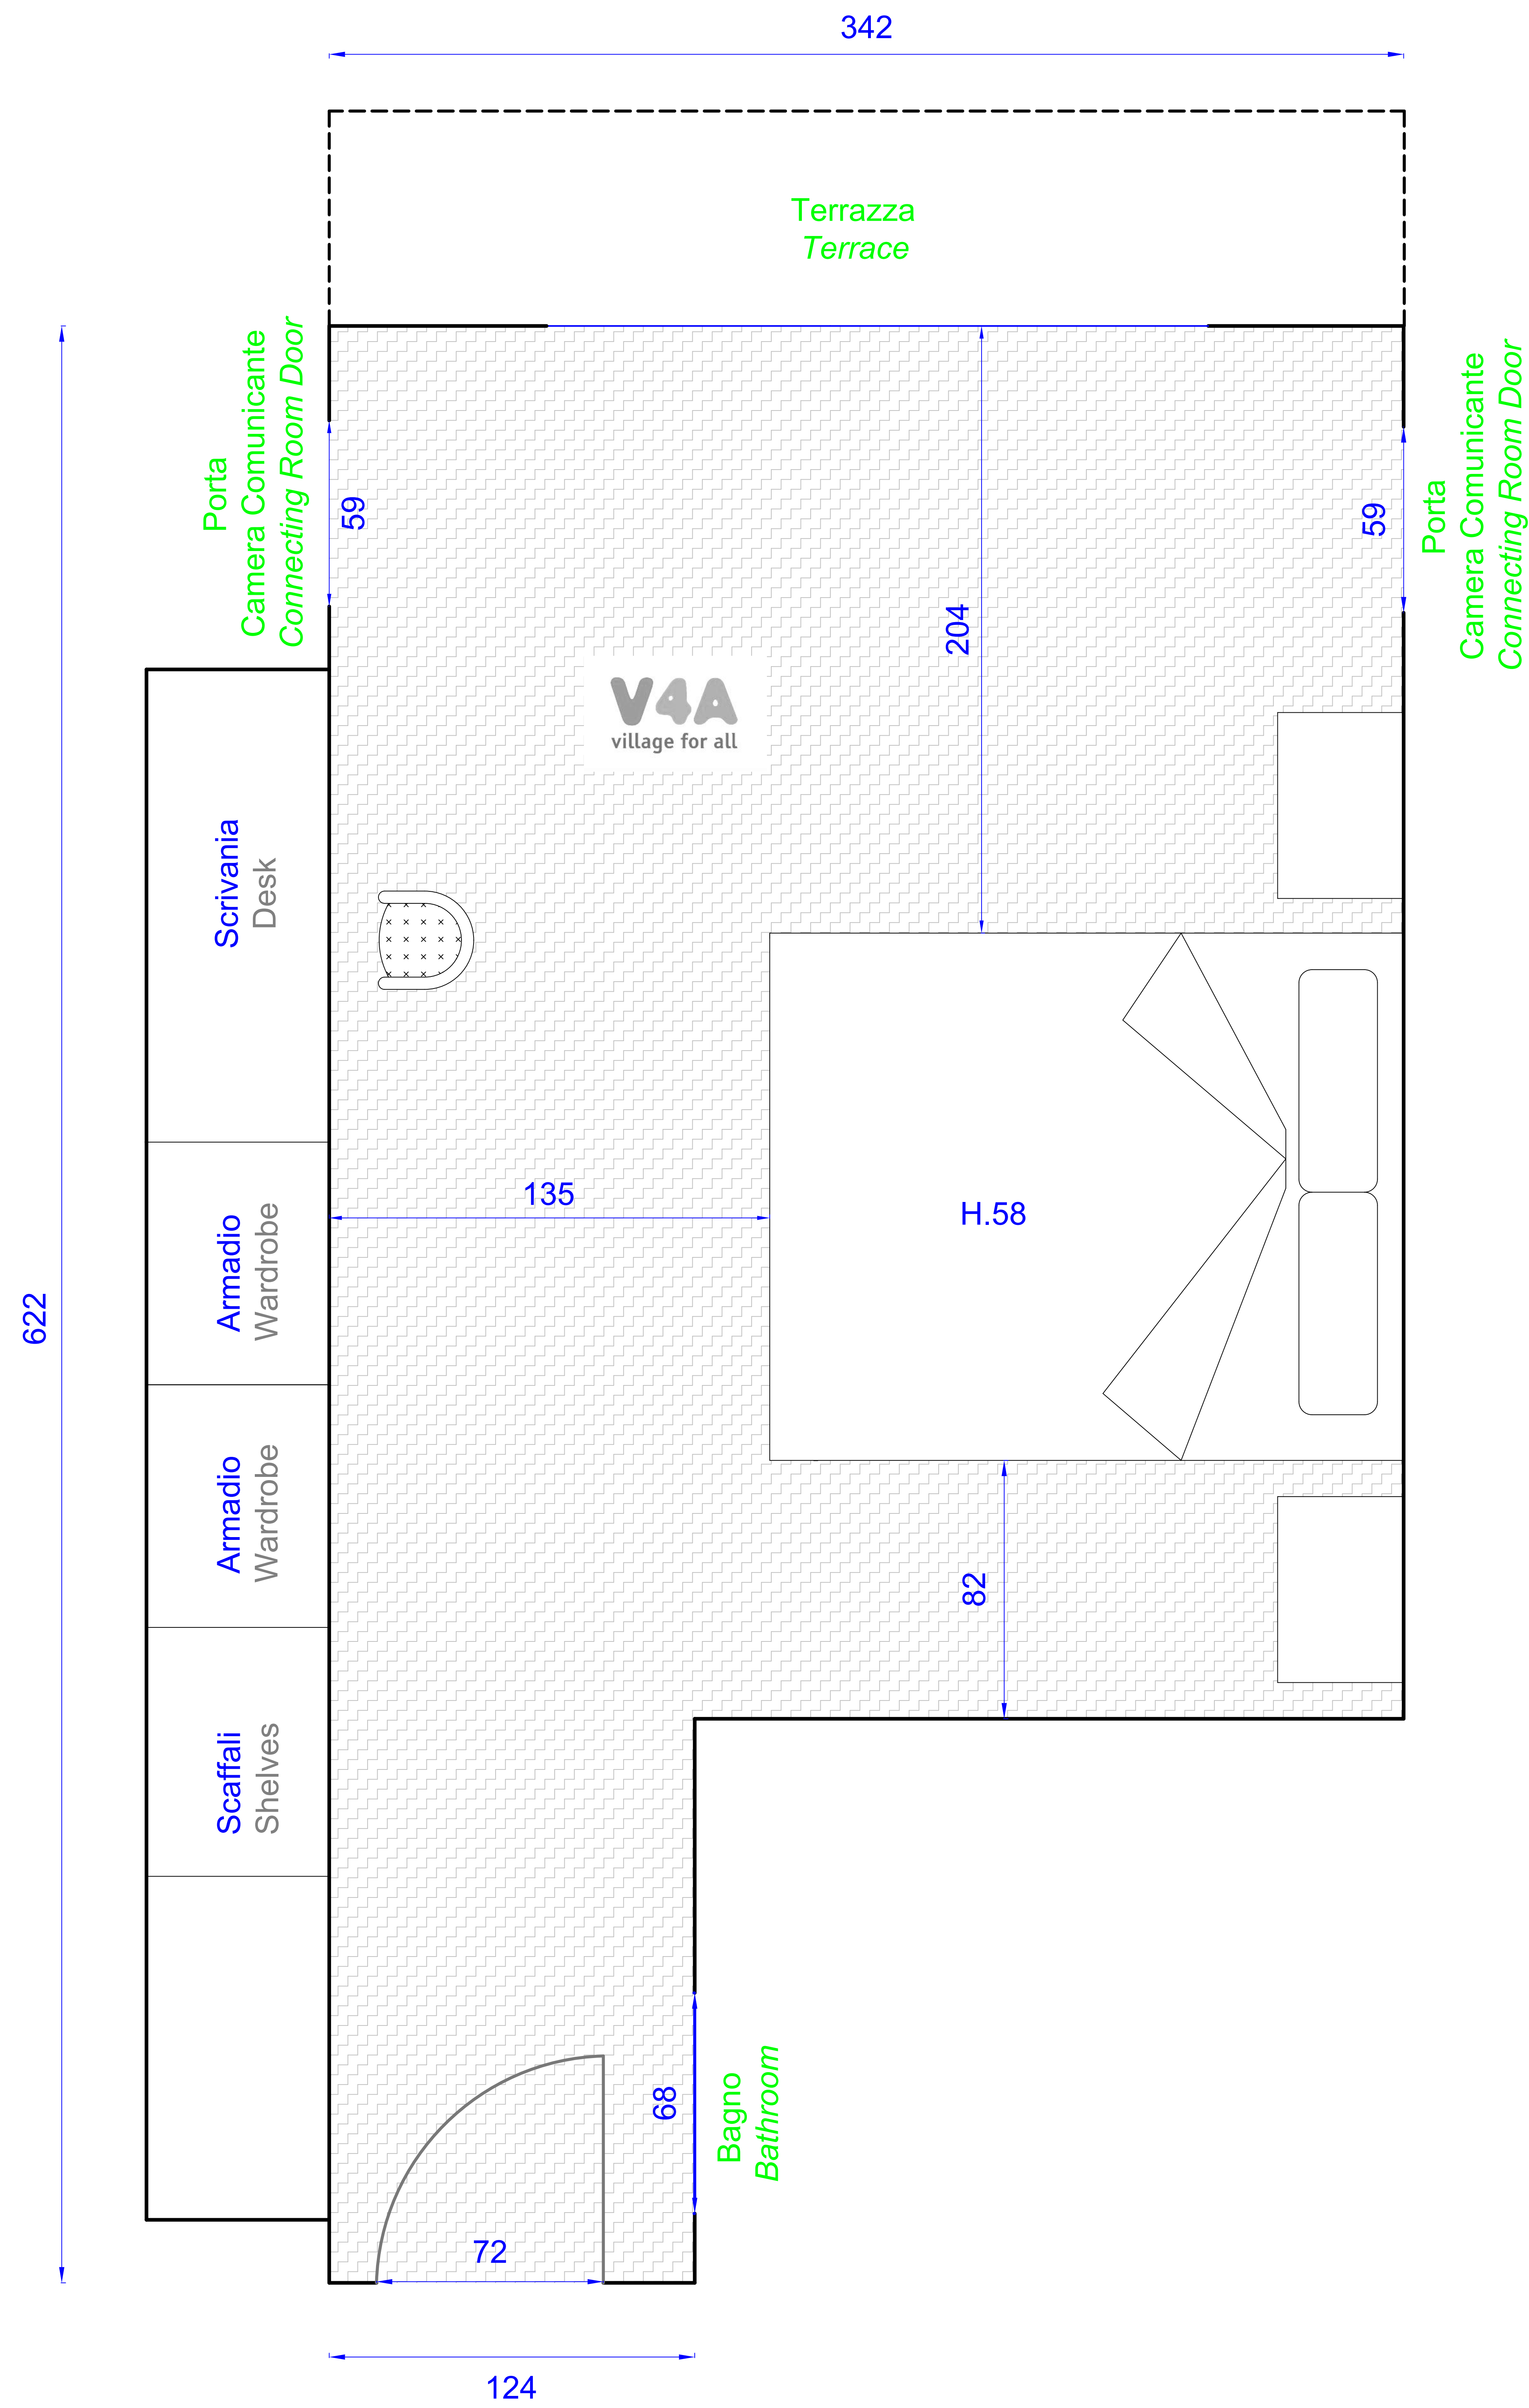 342
Terrazza
Terrace
Porta
Camera Comunicante
Connecting Room Door
59
59
Porta
Camera Comunicante
Connecting Room Door
204
V4A
village for all
Scrivania
Desk
135
H.58
Armadio
Wardrobe
622
Armadio
Wardrobe
82
Scaffali
Shelves
68
Bagno
Bathroom
72
124